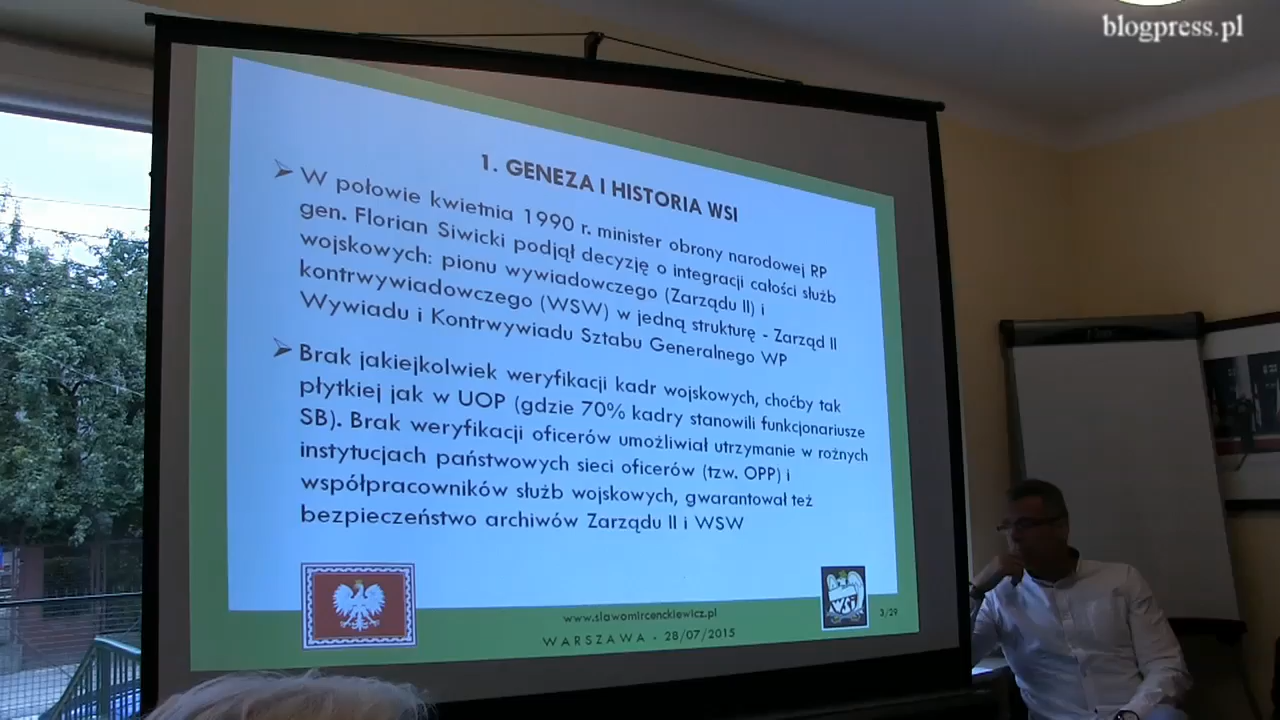 blogpress.pl
1. GENEZA I HISTORIA WSI
➢ W połowie kwietnia 1990 r. minister obrony narodowej RP
gen. Florian Siwicki podjął decyzję o integracji całości służb
wojskowych: pionu wywiadowczego (Zarządu II) i
kontrwywiadowczego (WSW) w jedną strukturę - Zarząd II
Wywiadu i Kontrwywiadu Sztabu Generalnego WP
➢ Brak jakiejkolwiek weryfikacji kadr wojskowych, choćby tak
płytkiej jak w UOP (gdzie 70% kadry stanowili funkcjonariusze
SB). Brak weryfikacji oficerów umożliwiał utrzymanie w rożnych
instytucjach państwowych sieci oficerów (tzw. OPP) i
współpracowników służb wojskowych, gwarantował też
bezpieczeństwo archiwów Zarządu II i WSW
WSI
www.slawomircenckiewicz.pl
3/29
WARSZAWA - 28/07/2015